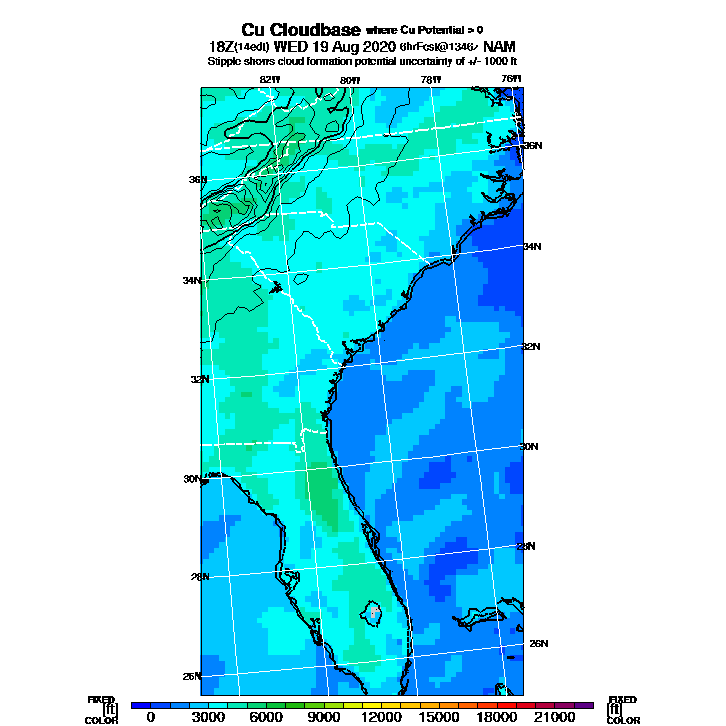 Cu Cloudbase where Cu Potential > 0
18Z(14edt) WED 19 Aug 2020 6hrFcst@1346z NAM
Stipple shows cloud formation potential uncertainty of +/- 1000 ft
82W 80W 78W 76W
36N
36N
34N
34N
32N
32N
30N
30N
28N
28N
26N
26N
FIXED FIXED
[ft] [ft]
COLOR COLOR
0 3000 6000 9000 12000 15000 18000 21000